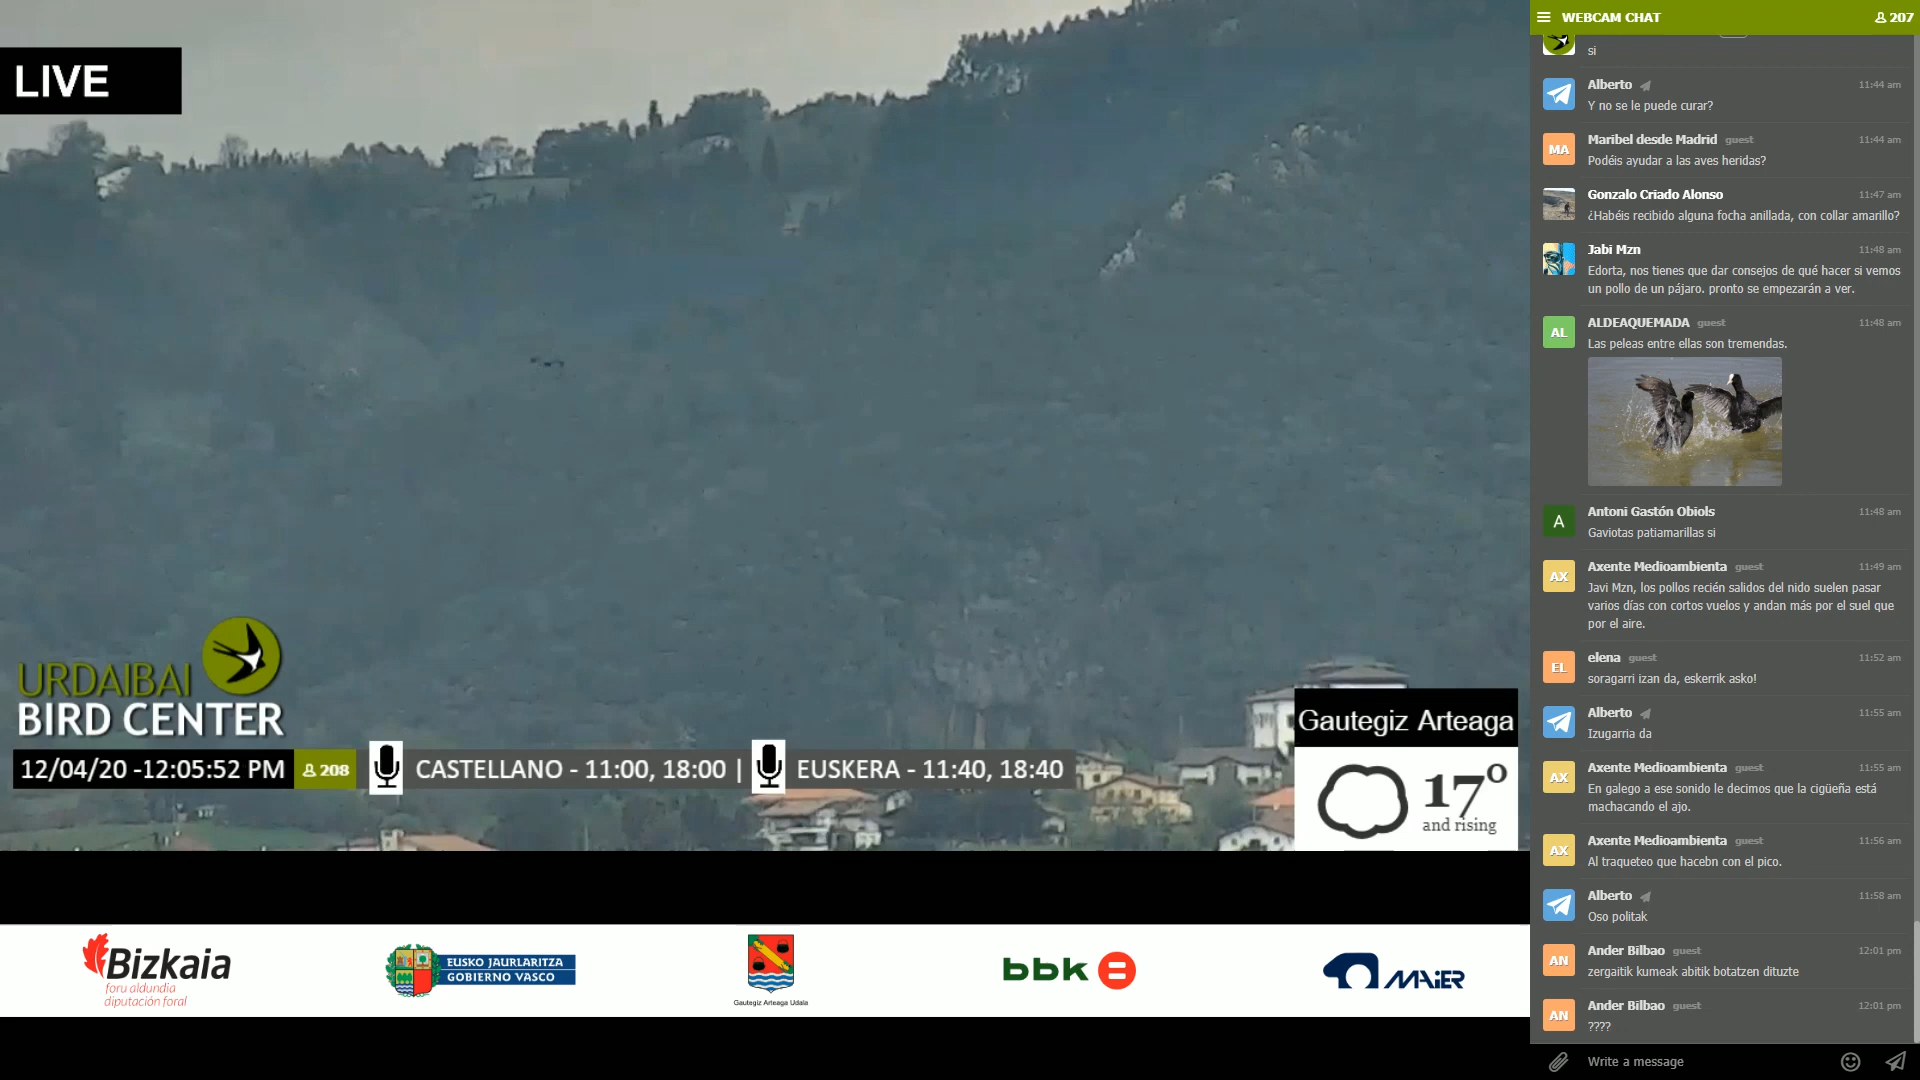 LIVE
URDAIBAI
BIRD CENTER
12/04/20 -12:05:52 PM
208
CASTELLANO - 11:00, 18:00 |
EUSKERA - 11:40, 18:40
Gautegiz Arteaga
17°
and rising
Bizkaia
foru aldundia
diputación foral
EUSKO JAURLARITZA
GOBIERNO VASCO
Gautegiz Arteaga Udala
bbk
MAIER
WEBCAM CHAT
207
si
Alberto
11:44 am
Y no se le puede curar?
MA
Maribel desde Madrid guest
11:44 am
Podéis ayudar a las aves heridas?
Gonzalo Criado Alonso
11:47 am
¿Habéis recibido alguna focha anillada, con collar amarillo?
Jabi Mzn
11:48 am
Edorta, nos tienes que dar consejos de qué hacer si vemos
un pollo de un pájaro. pronto se empezarán a ver.
AL
ALDEAQUEMADA guest
11:48 am
Las peleas entre ellas son tremendas.
A
Antoni Gastón Obiols
11:48 am
Gaviotas patiamarillas si
AX
Axente Medioambienta guest
11:49 am
Javi Mzn, los pollos recién salidos del nido suelen pasar
varios días con cortos vuelos y andan más por el suel que
por el aire.
EL
elena guest
11:52 am
soragarri izan da, eskerrik asko!
Alberto
11:55 am
Izugarria da
AX
Axente Medioambienta guest
11:55 am
En galego a ese sonido le decimos que la cigüeña está
machacando el ajo.
AX
Axente Medioambienta guest
11:56 am
Al traqueteo que hacebn con el pico.
Alberto
11:58 am
Oso politak
AN
Ander Bilbao guest
12:01 pm
zergaitik kumeak abitik botatzen dituzte
AN
Ander Bilbao guest
12:01 pm
????
Write a message